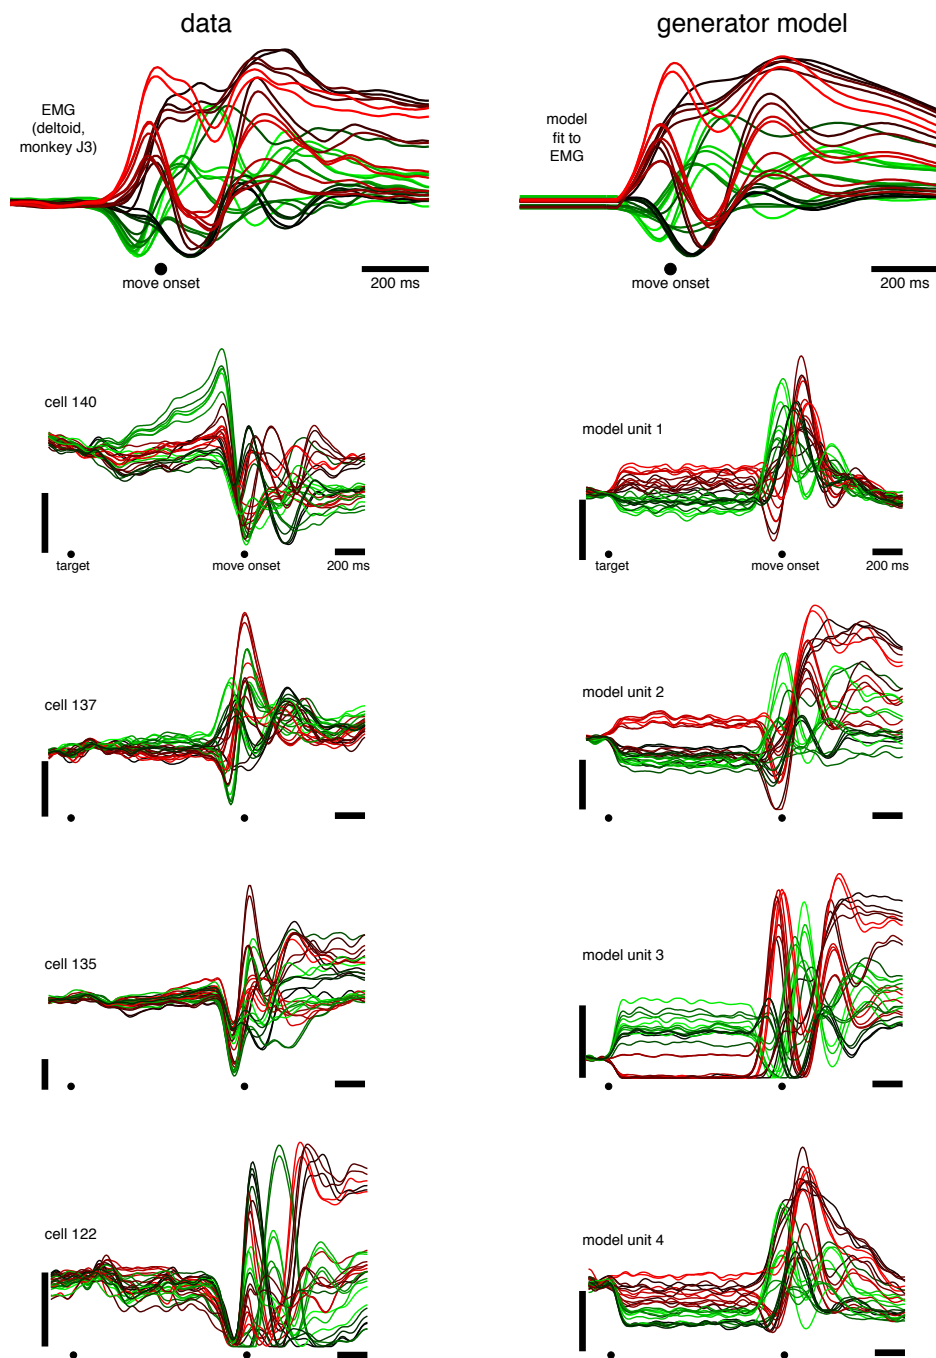 data
generator model
EMG
(deltoid,
monkey J3)
model
fit to
EMG
move onset
200 ms
move onset
200 ms
cell 140
model unit 1
target
move onset
200 ms
target
move onset
200 ms
cell 137
model unit 2
cell 135
model unit 3
cell 122
model unit 4